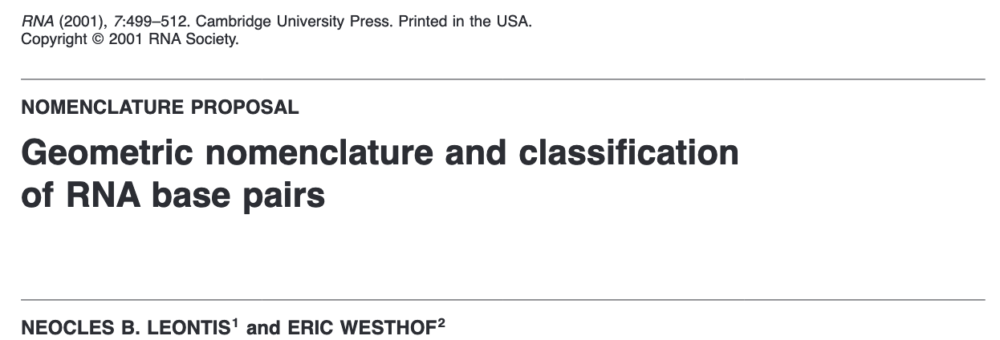 RNA (2001), 7:499–512. Cambridge University Press. Printed in the USA.
Copyright © 2001 RNA Society.
NOMENCLATURE PROPOSAL
Geometric nomenclature and classification
of RNA base pairs
NEOCLES B. LEONTIS¹ and ERIC WESTHOF²